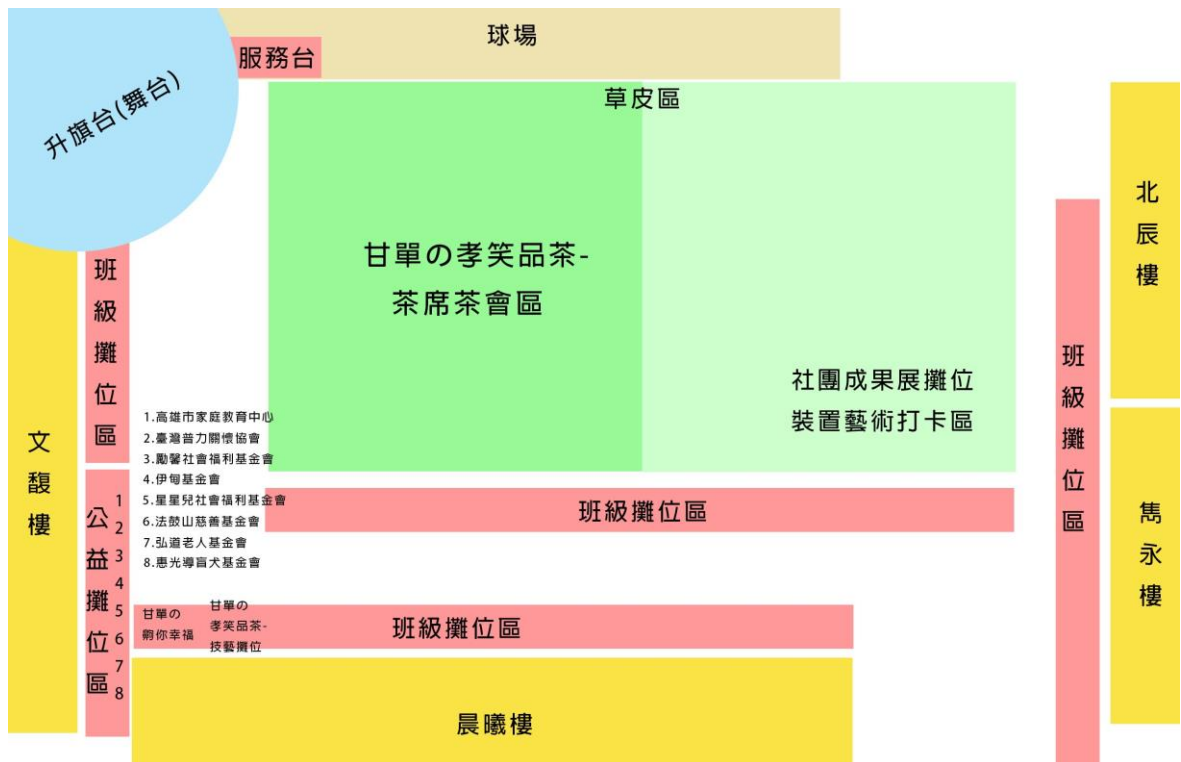 球場
服務台
升旗台(舞台)
草皮區
甘單の孝笑品茶-
茶席茶會區
社團成果展攤位
裝置藝術打卡區
北辰樓
雋永樓
班級攤位區
班級攤位區
文馥樓
1.高雄市家庭教育中心
2.臺灣普力關懷協會
3.勵馨社會福利基金會
4.伊甸基金會
5.星星兒社會福利基金會
6.法鼓山慈善基金會
7.弘道老人基金會
8.惠光導盲犬基金會
公益攤位區
1
2
3
4
5
6
7
8
班級攤位區
甘單の
齁你幸福
甘單の
孝笑品茶-
技藝攤位
班級攤位區
晨曦樓